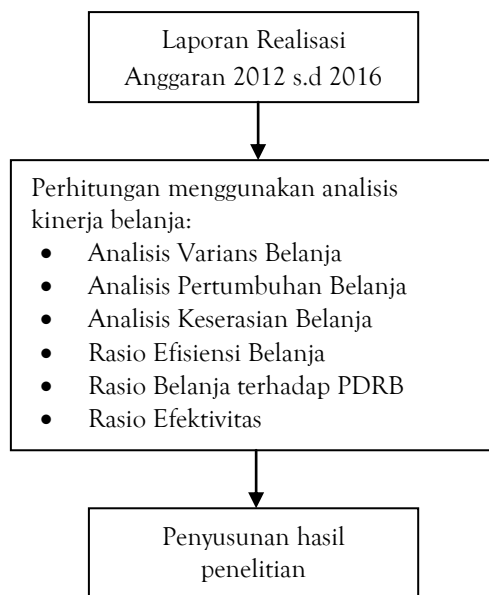 Laporan Realisasi
Anggaran 2012 s.d 2016
Perhitungan menggunakan analisis
kinerja belanja:
• Analisis Varians Belanja
• Analisis Pertumbuhan Belanja
• Analisis Keserasian Belanja
• Rasio Efisiensi Belanja
• Rasio Belanja terhadap PDRB
• Rasio Efektivitas
Penyusunan hasil
penelitian